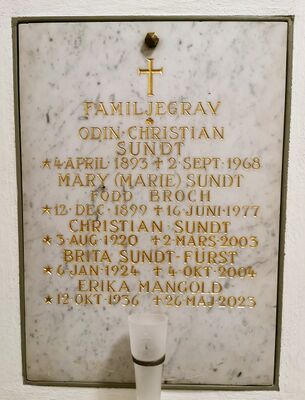 FAMILJEGRAV
ODIN·CHRISTIAN
SUNDT
★4·APRIL·1893 ✝2·SEPT·1968
MARY (MARIE) SUNDT
FÖDD BROCH
★12·DEC·1899 ✝16·JUNI·1977
CHRISTIAN·SUNDT
★3·AUG·1920 ✝2·MARS·2003
BRITA SUNDT-FÜRST
★6·JAN·1924 ✝4·OKT·2004
ERIKA MANGOLD
★12·OKT·1936 ✝26·MAJ·2023